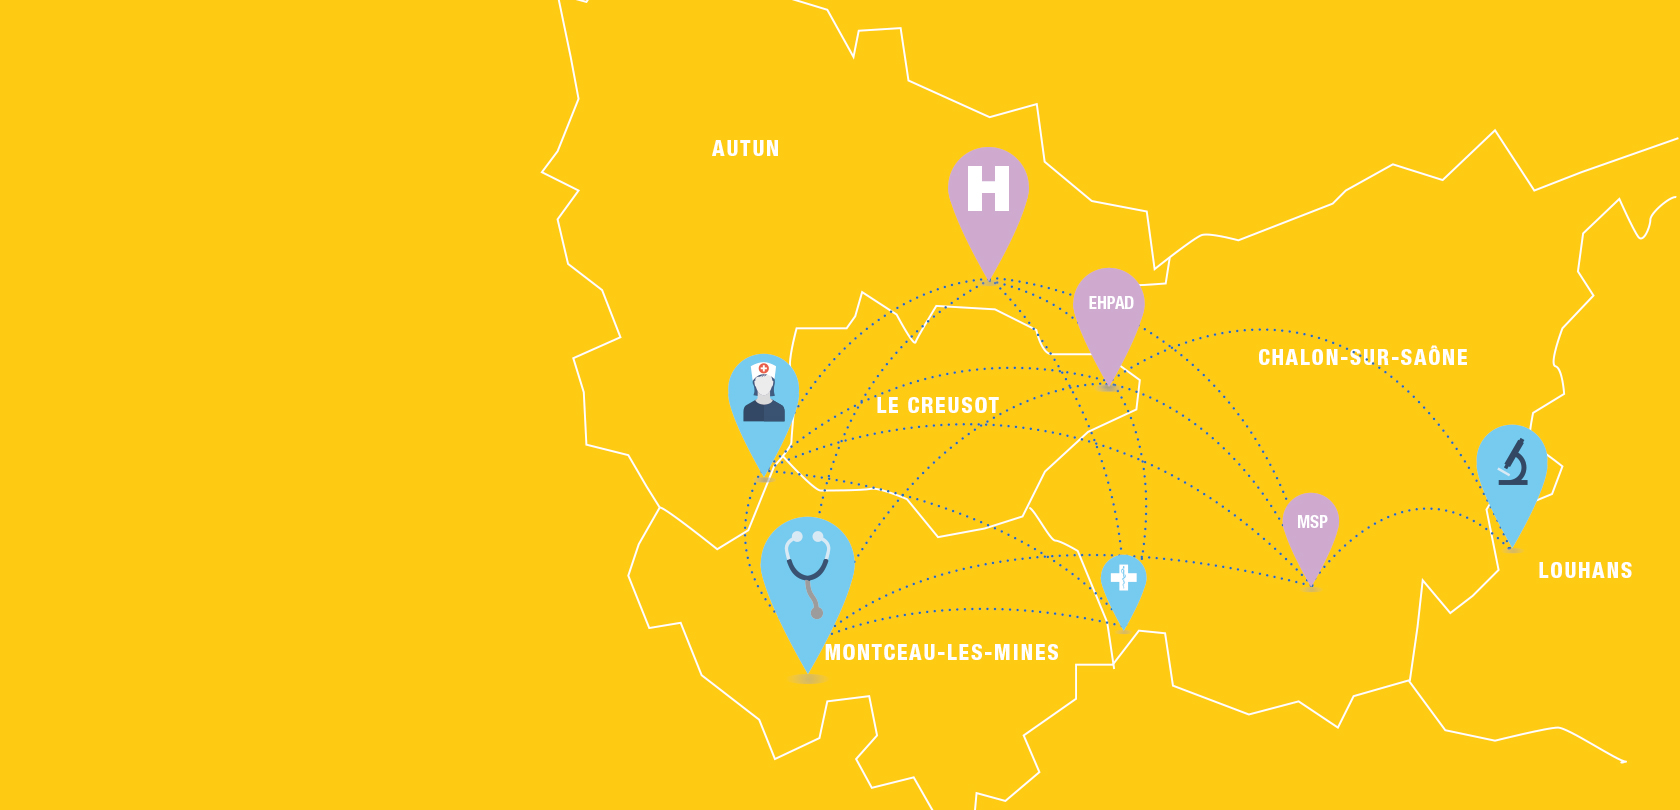 AUTUN
H
EHPAD
CHALON-SUR-SAÔNE
LE CREUSOT
MSP
LOUHANS
MONTCEAU-LES-MINES